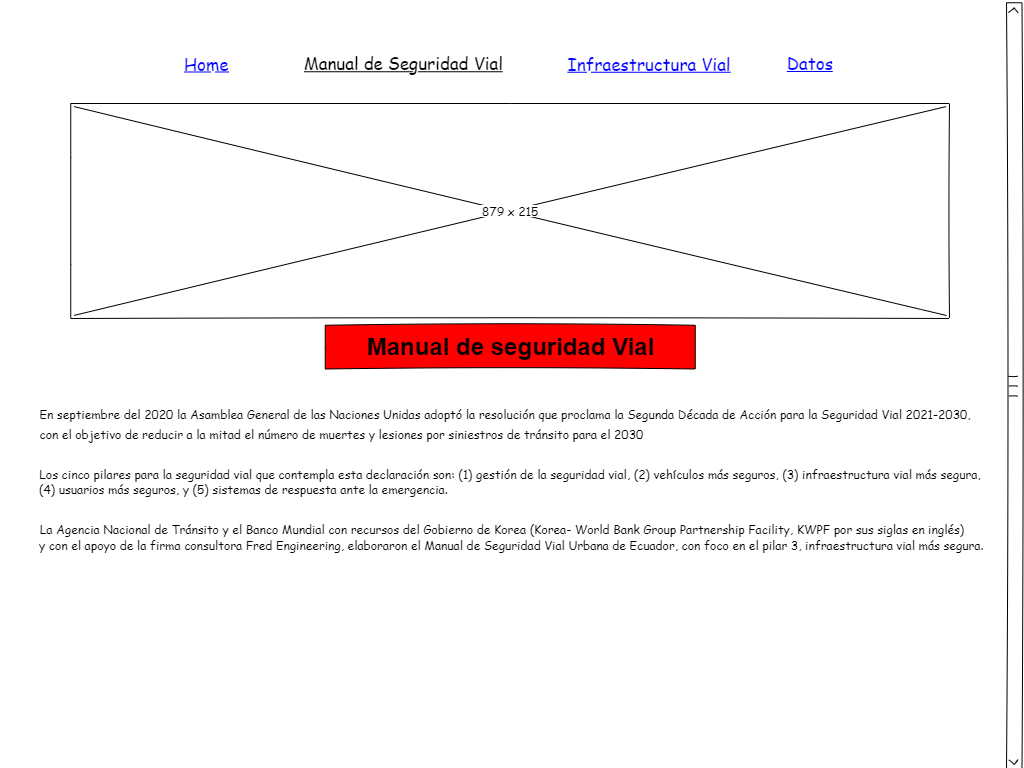 Home
Manual de Seguridad Vial
Infraestructura Vial
Datos
879 x 215
Manual de seguridad Vial
En septiembre del 2020 la Asamblea General de las Naciones Unidas adoptó la resolución que proclama la Segunda Década de Acción para la Seguridad Vial 2021-2030,
con el objetivo de reducir a la mitad el número de muertes y lesiones por siniestros de tránsito para el 2030
Los cinco pilares para la seguridad vial que contempla esta declaración son: (1) gestión de la seguridad vial, (2) vehículos más seguros, (3) infraestructura vial más segura,
(4) usuarios más seguros, y (5) sistemas de respuesta ante la emergencia.
La Agencia Nacional de Tránsito y el Banco Mundial con recursos del Gobierno de Korea (Korea- World Bank Group Partnership Facility, KWPF por sus siglas en inglés)
y con el apoyo de la firma consultora Fred Engineering, elaboraron el Manual de Seguridad Vial Urbana de Ecuador, con foco en el pilar 3, infraestructura vial más segura.